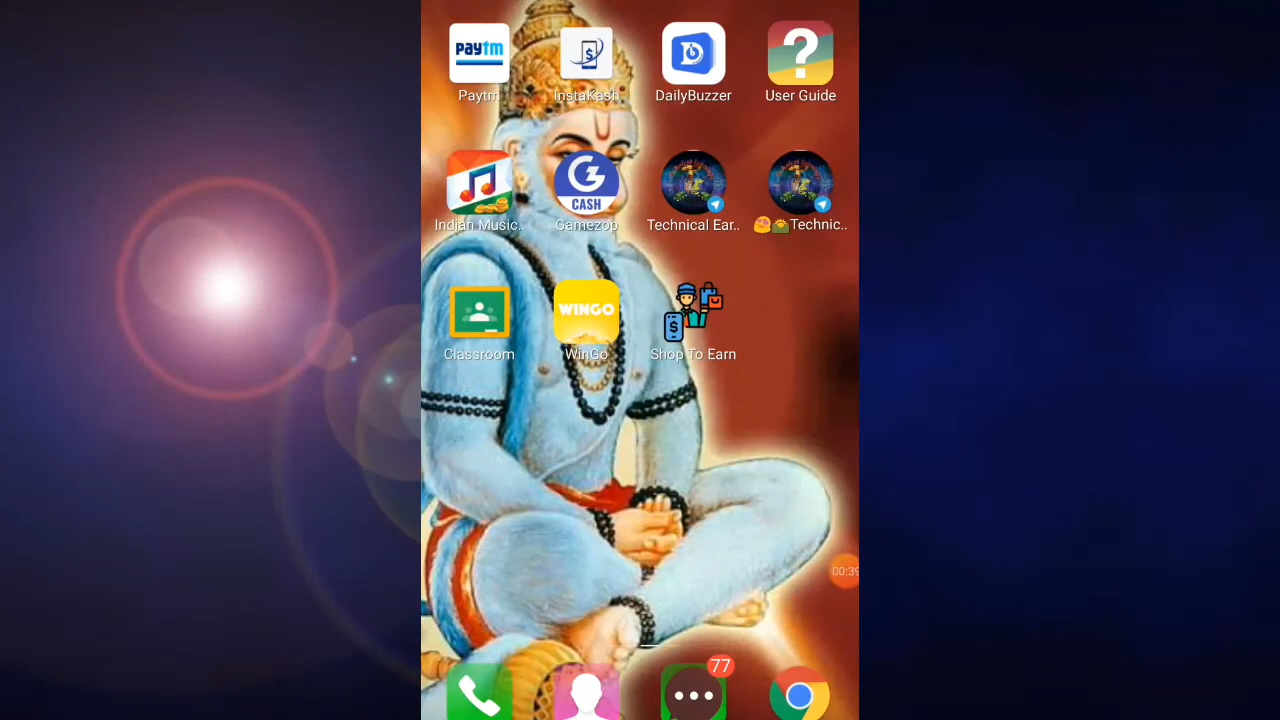 Paytm
InstaKash
DailyBuzzer
User Guide
CASH
Indian Music..
Gamezop
Technical Ear..
😍🤗Technic..
WINGO
Classroom
WinGo
Shop To Earn
00:39
77